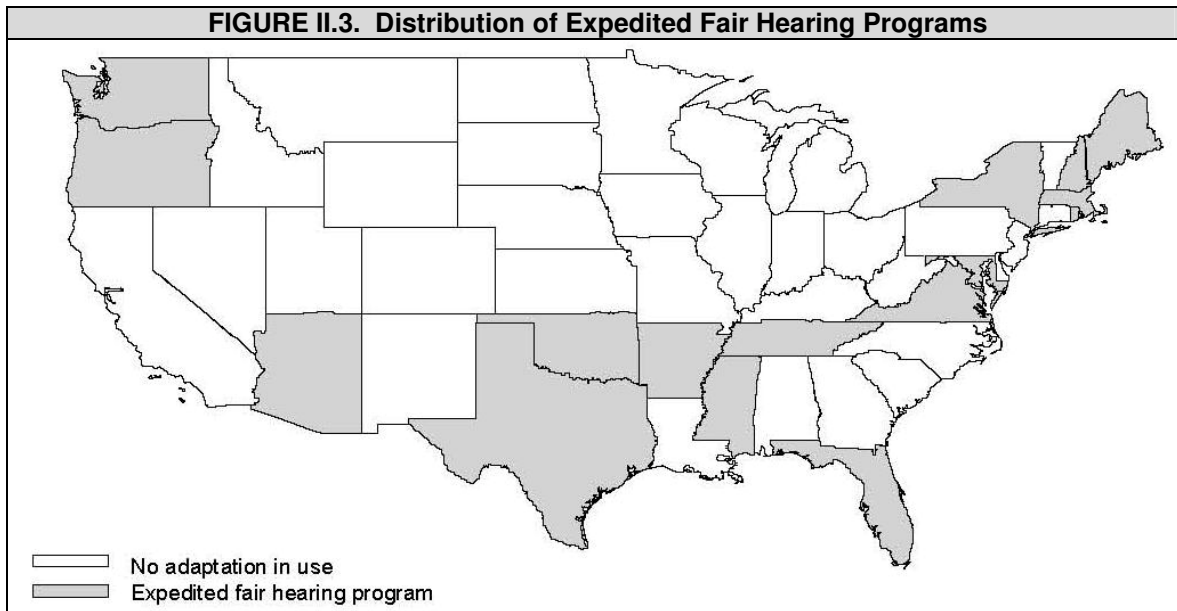 FIGURE II.3. Distribution of Expedited Fair Hearing Programs
No adaptation in use
Expedited fair hearing program